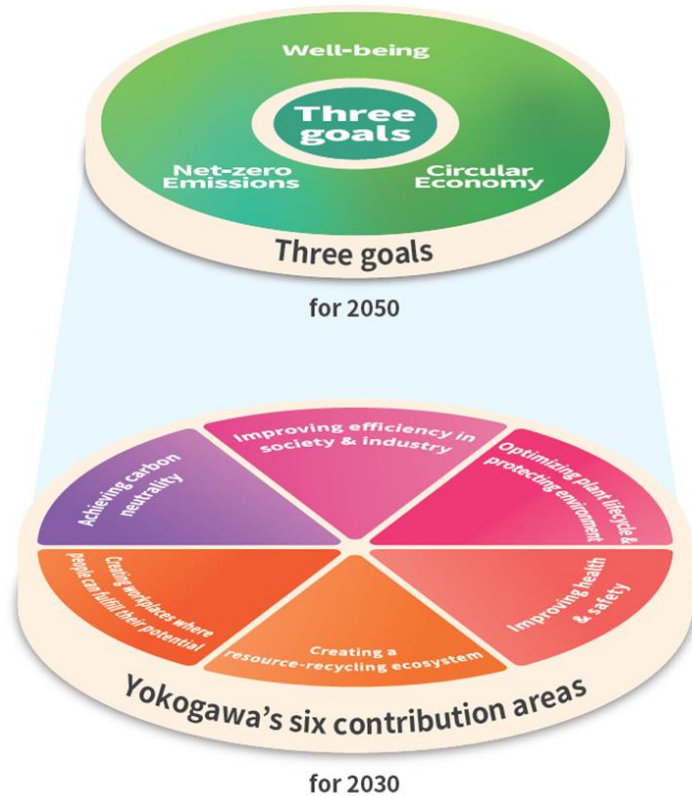 Well-being
Three
goals
Net-zero
Emissions
Circular
Economy
Three goals
for 2050
Improving efficiency in
society & industry
Achieving carbon
neutrality
Optimizing plant lifecycle &
protecting environment
Creating workplaces where
people can fulfill their potential
Improving health
& safety
Creating a
resource-recycling ecosystem
Yokogawa's six contribution areas
for 2030